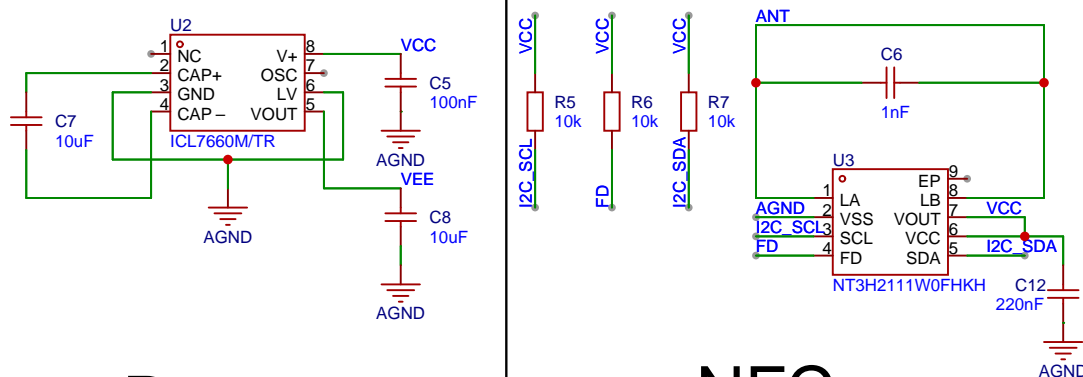 U2
1 NC
2 CAP+
3 GND
4 CAP−
V+ 8
OSC 7
LV 6
VOUT 5
ICL7660M/TR
C7
10uF
VCC
C5
100nF
AGND
VEE
C8
10uF
AGND
AGND
VCC
R5
10k
I2C_SCL
VCC
R6
10k
FD
VCC
R7
10k
I2C_SDA
ANT
C6
1nF
U3
EP 9
1 LA
LB 8
AGND 2 VSS
VOUT 7 VCC
I2C_SCL 3 SCL
VCC 6
FD 4 FD
SDA 5 I2C_SDA
NT3H2111W0FHKH
C12
220nF
AGND